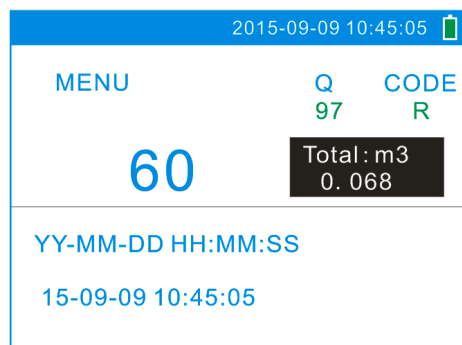 2015-09-09 10:45:05
MENU Q CODE
97 R
60
Total: m3
0. 068
YY-MM-DD HH:MM:SS
15-09-09 10:45:05